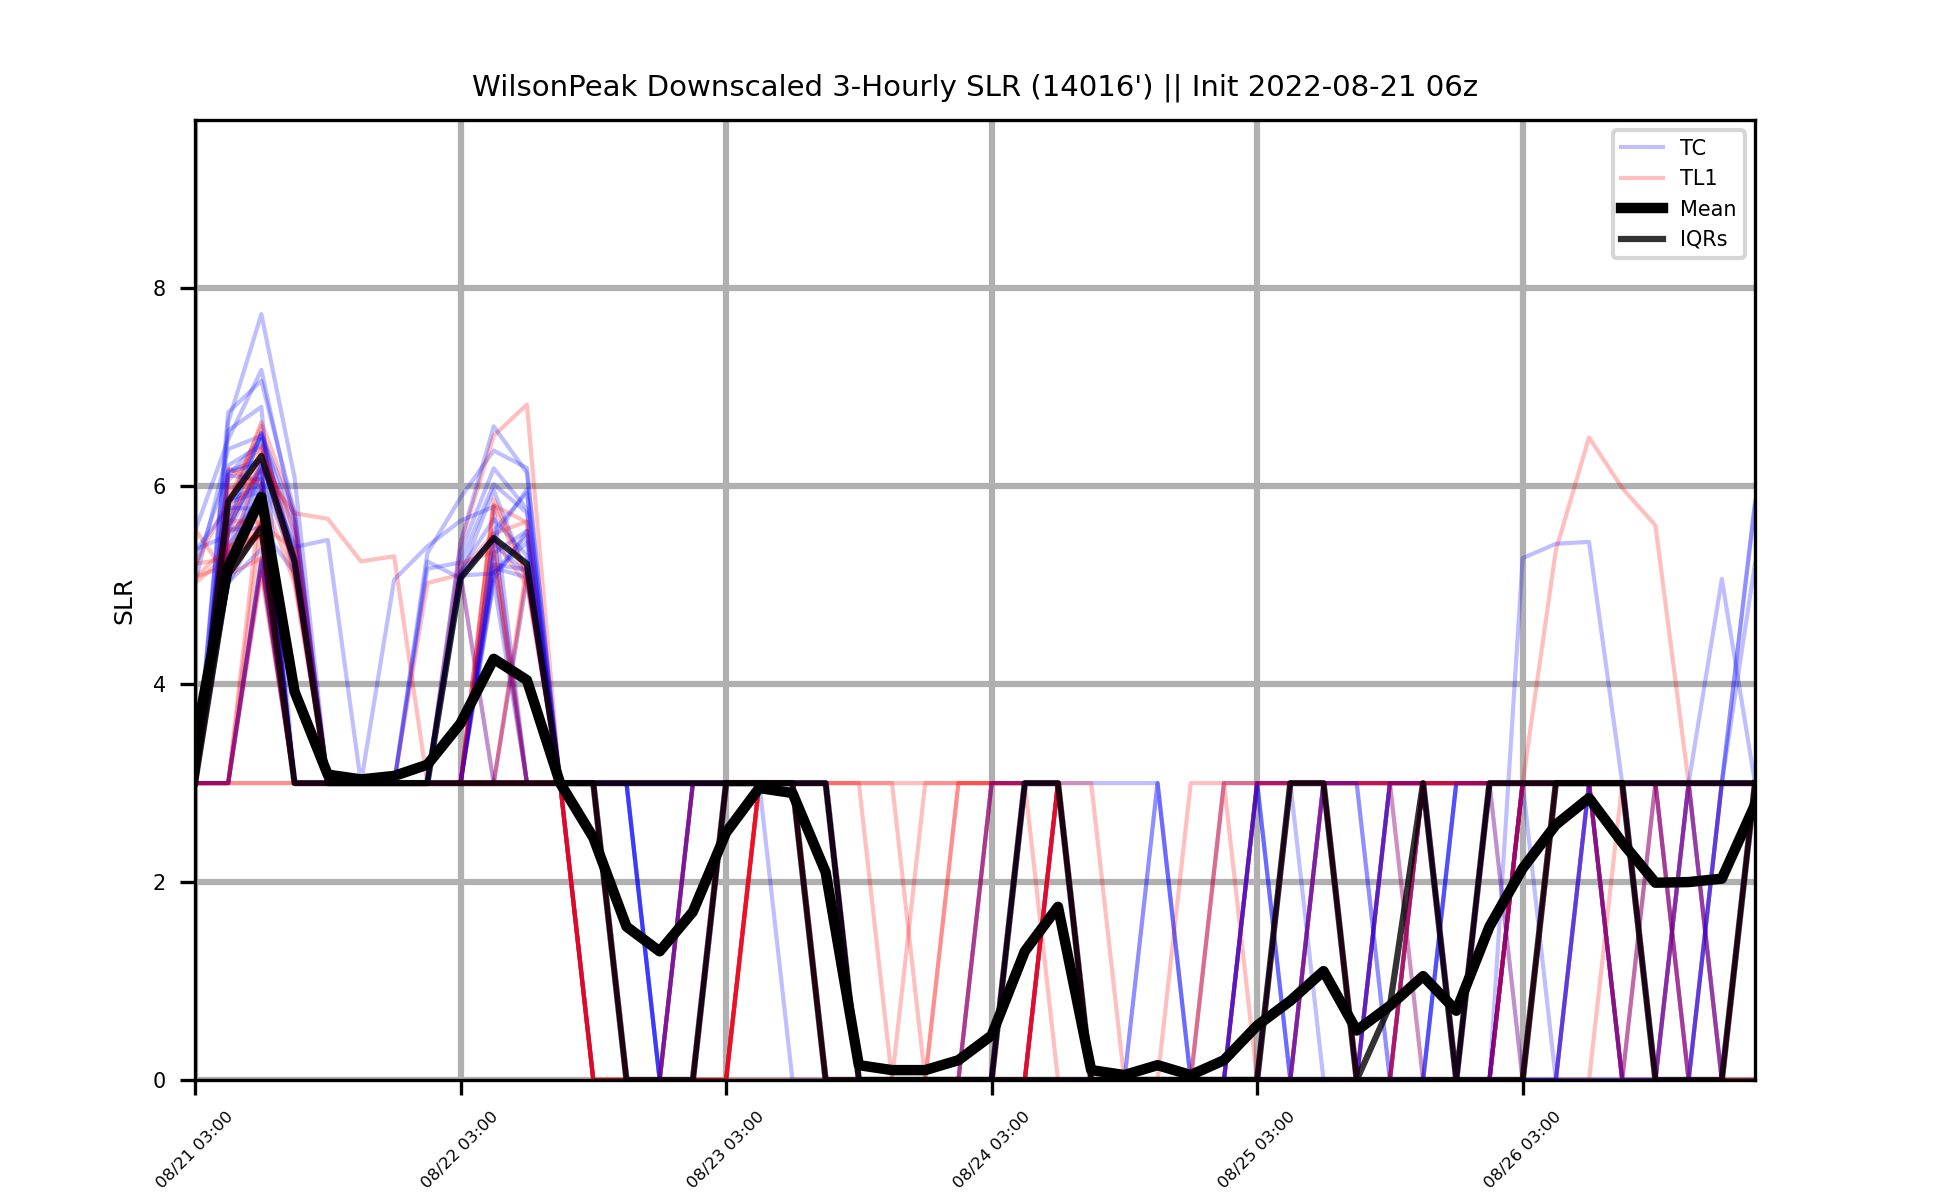 WilsonPeak Downscaled 3-Hourly SLR (14016') || Init 2022-08-21 06z
TC
TL1
Mean
IQRs
SLR
8
6
4
2
0
08/21 03:00
08/22 03:00
08/23 03:00
08/24 03:00
08/25 03:00
08/26 03:00